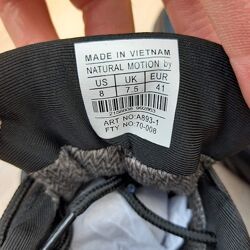 MADE IN VIETNAM
NATURAL MOTION by
US UK EUR
8 7.5 41
ART NO:A893-1
FTY NO:70-008